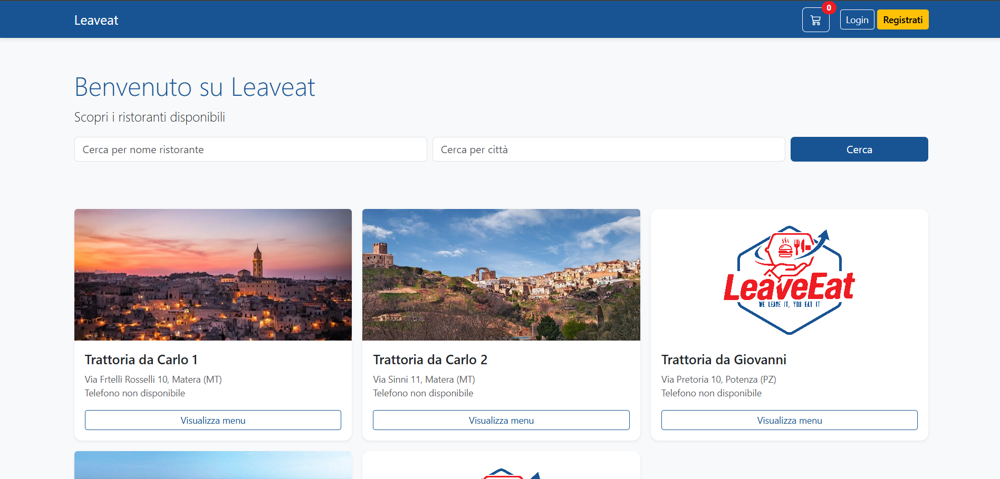 Leaveat
0
Login
Registrati
Benvenuto su Leaveat
Scopri i ristoranti disponibili
Cerca per nome ristorante
Cerca per città
Cerca
LeaveEat
WE LEAVE IT, YOU EAT IT
Trattoria da Carlo 1
Via Frtelli Rosselli 10, Matera (MT)
Telefono non disponibile
Visualizza menu
Trattoria da Carlo 2
Via Sinni 11, Matera (MT)
Telefono non disponibile
Visualizza menu
Trattoria da Giovanni
Via Pretoria 10, Potenza (PZ)
Telefono non disponibile
Visualizza menu